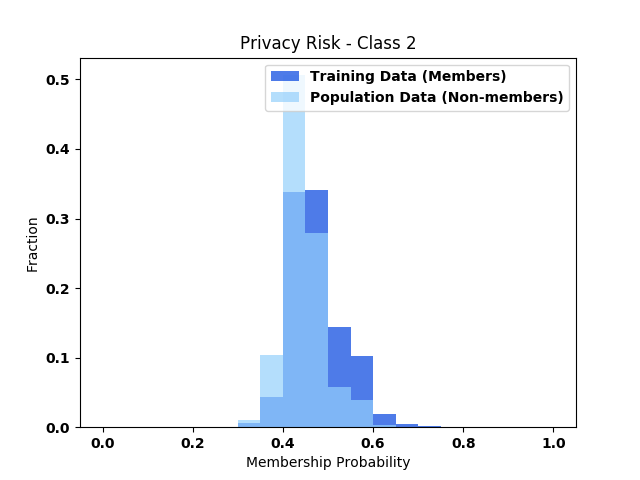 Privacy Risk - Class 2
Training Data (Members)
Population Data (Non-members)
0.5
0.4
0.3
0.2
0.1
0.0
Fraction
0.0 0.2 0.4 0.6 0.8 1.0
Membership Probability